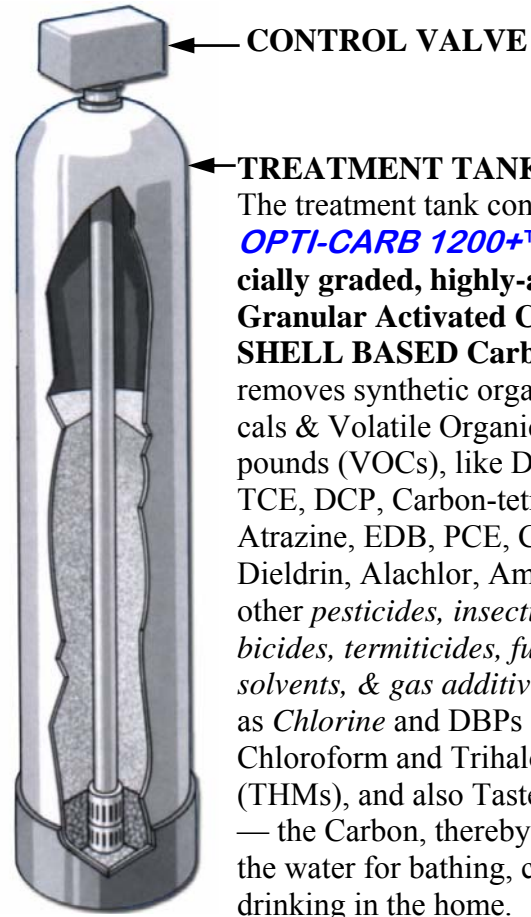 CONTROL VALVE
TREATMENT TANK
The treatment tank con
OPTI-CARB 1200+
cially graded, highly-a
Granular Activated C
SHELL BASED Carb
removes synthetic orga
cals & Volatile Organic
pounds (VOCs), like D
TCE, DCP, Carbon-tet
Atrazine, EDB, PCE, C
Dieldrin, Alachlor, Am
other pesticides, insect
bicides, termiticides, fu
solvents, & gas additiv
as Chlorine and DBPs
Chloroform and Trihal
(THMs), and also Taste
— the Carbon, thereby
the water for bathing, c
drinking in the home.